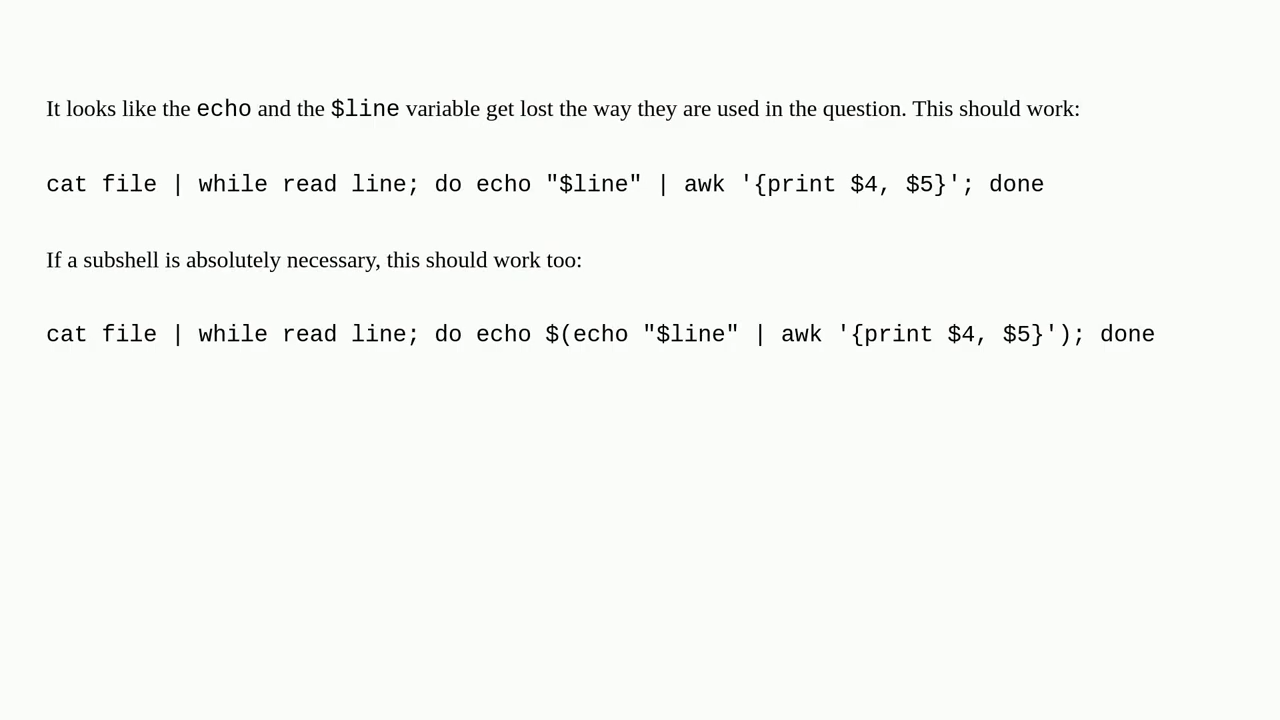 It looks like the echo and the $line variable get lost the way they are used in the question. This should work:
cat file | while read line; do echo "$line" | awk '{print $4, $5}'; done
If a subshell is absolutely necessary, this should work too:
cat file | while read line; do echo $(echo "$line" | awk '{print $4, $5}'); done